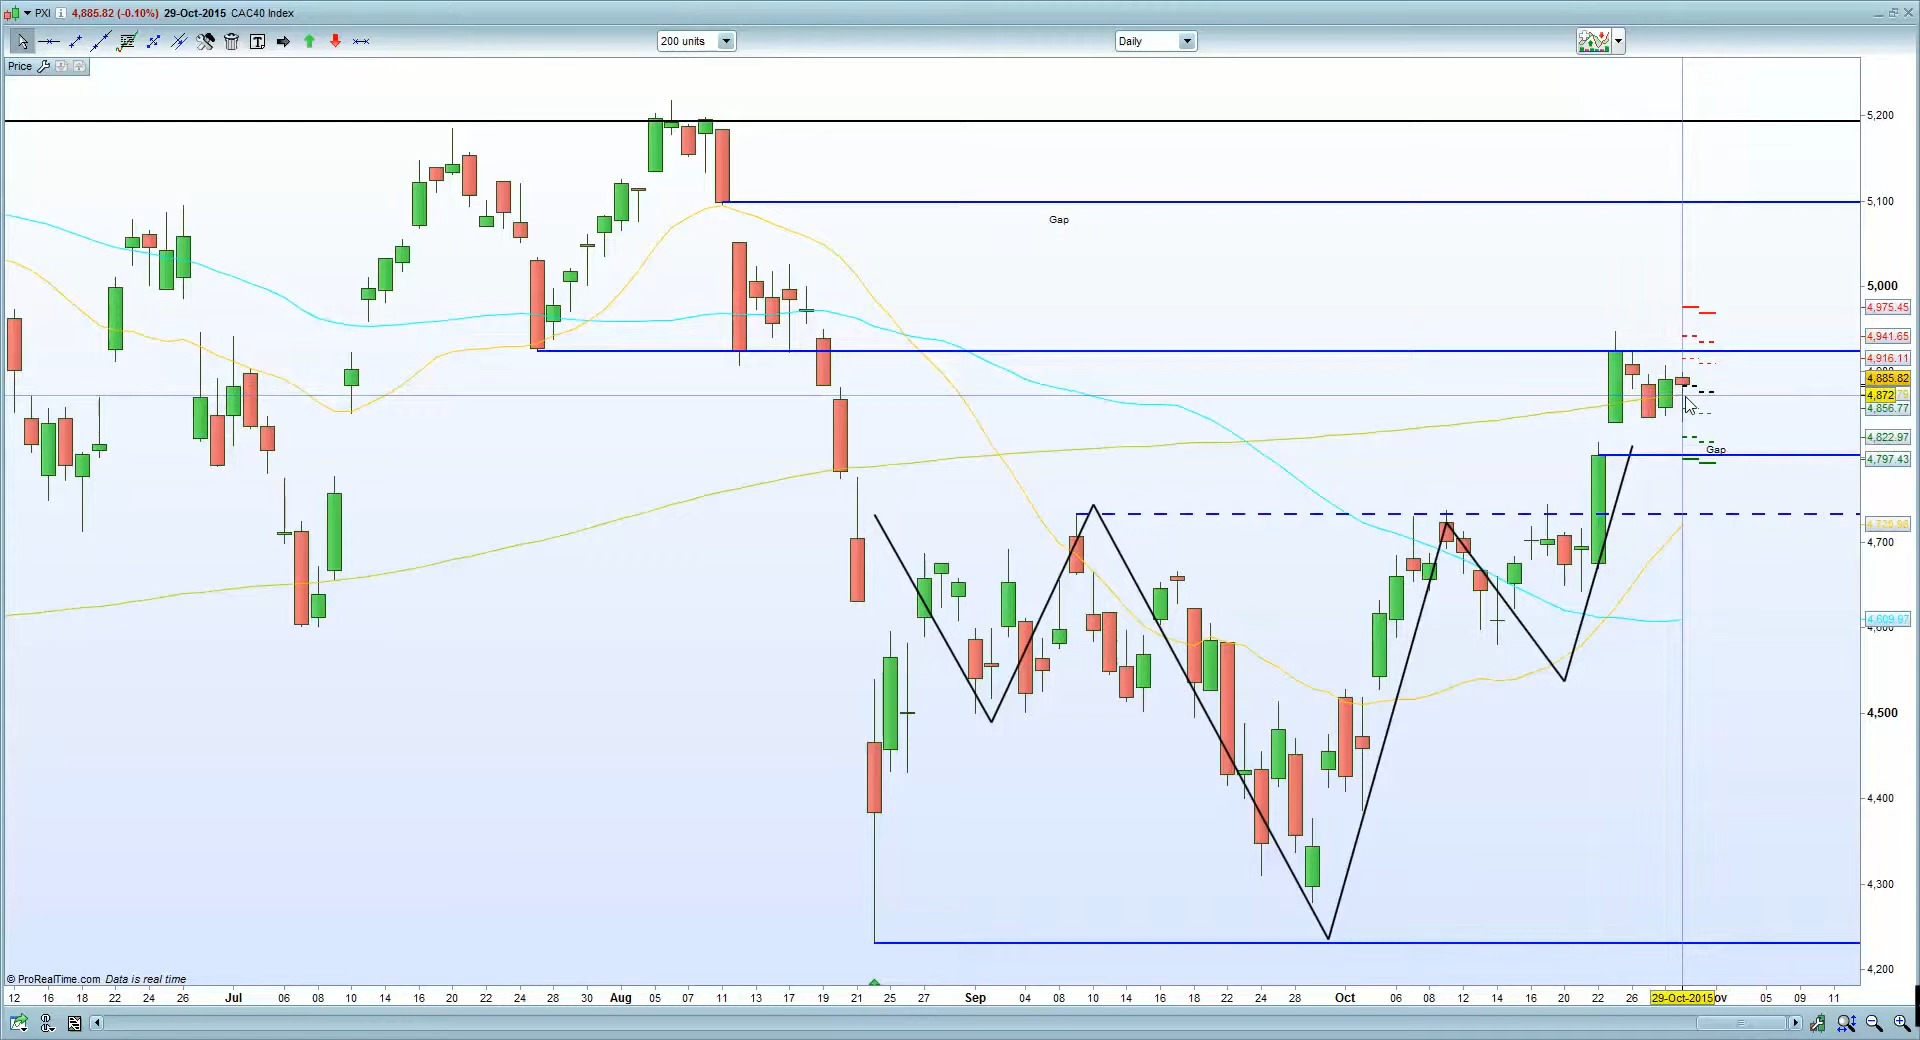 PXI 4,885.82 (-0.10%) 29-Oct-2015 CAC40 Index
200 units Daily
Price
5,200
5,100
Gap
5,000
4,975.45
4,941.65
4,916.11
4,885.82
4,872
4,856.77
4,822.97
Gap
4,797.43
4,700
4,609.97
4,500
4,400
4,300
4,200
© ProRealTime.com Data is real time
12 16 18 22 24 26 Jul 06 08 10 14 16 20 22 24 28 30 Aug 05 07 11 13 17 19 21 25 27 Sep 04 08 10 14 16 18 22 24 28 Oct 06 08 12 14 16 20 22 26 29-Oct-2015 ov 05 09 11